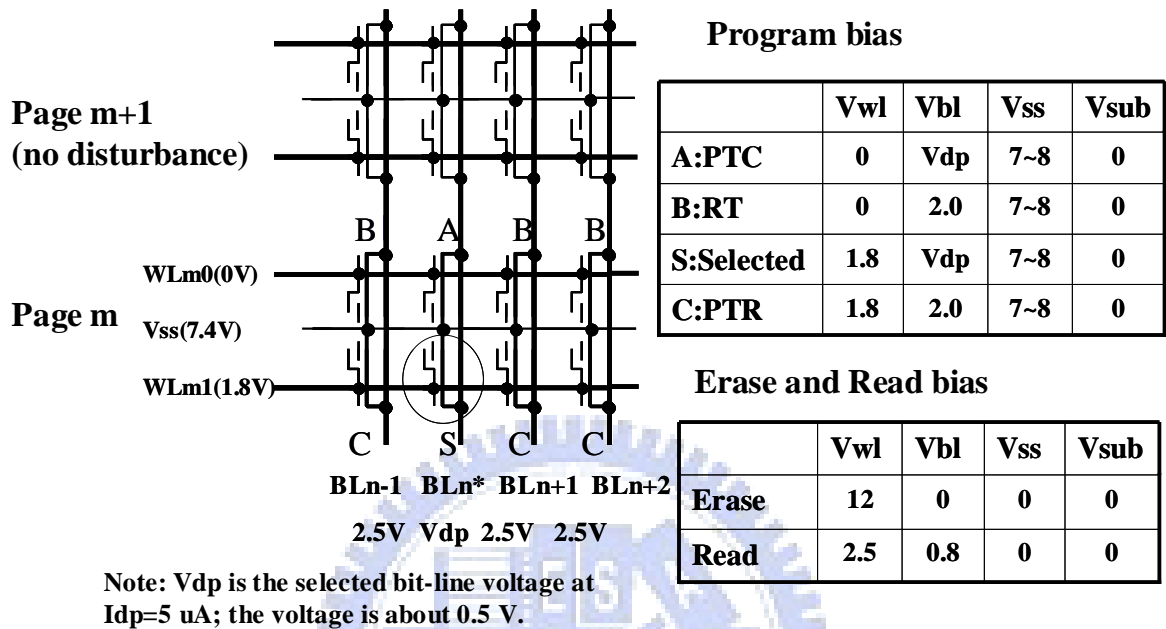 Program bias
Page m+1
(no disturbance)
Vwl Vbl Vss Vsub
A:PTC 0 Vdp 7~8 0
B:RT 0 2.0 7~8 0
S:Selected 1.8 Vdp 7~8 0
C:PTR 1.8 2.0 7~8 0
B A B B
WLm0(0V)
Page m
Vss(7.4V)
WLm1(1.8V)
C S C C
BLn-1 BLn* BLn+1 BLn+2
2.5V Vdp 2.5V 2.5V
Erase and Read bias
Vwl Vbl Vss Vsub
Erase 12 0 0 0
Read 2.5 0.8 0 0
Note: Vdp is the selected bit-line voltage at
Idp=5 uA; the voltage is about 0.5 V.
ES